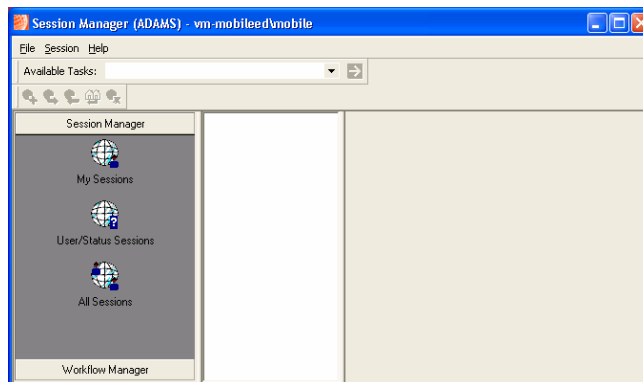 Session Manager (ADAMS) - vm-mobileed\mobile
File Session Help
Available Tasks:
Session Manager
My Sessions
User/Status Sessions
All Sessions
Workflow Manager